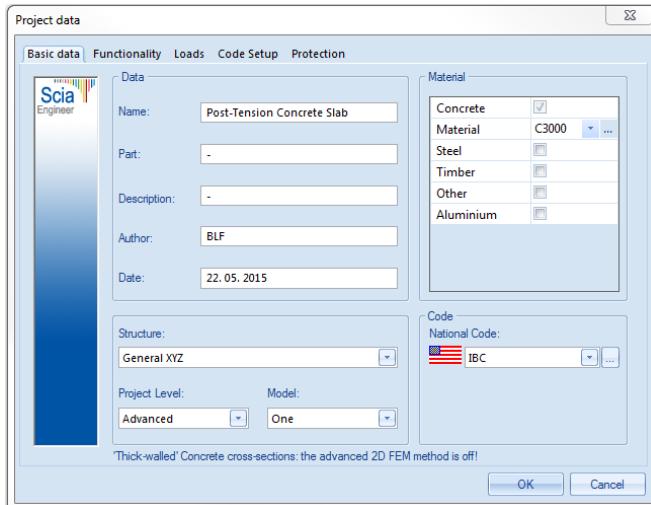 Project data
Basic data Functionality Loads Code Setup Protection
Scia
Engineer
Data
Name: Post-Tension Concrete Slab
Part: -
Description: -
Author: BLF
Date: 22. 05. 2015
Material
Concrete
Material C3000 ...
Steel
Timber
Other
Aluminium
Structure:
General XYZ
Project Level: Model:
Advanced One
Code
National Code:
IBC ...
'Thick-walled' Concrete cross-sections: the advanced 2D FEM method is off!
OK Cancel